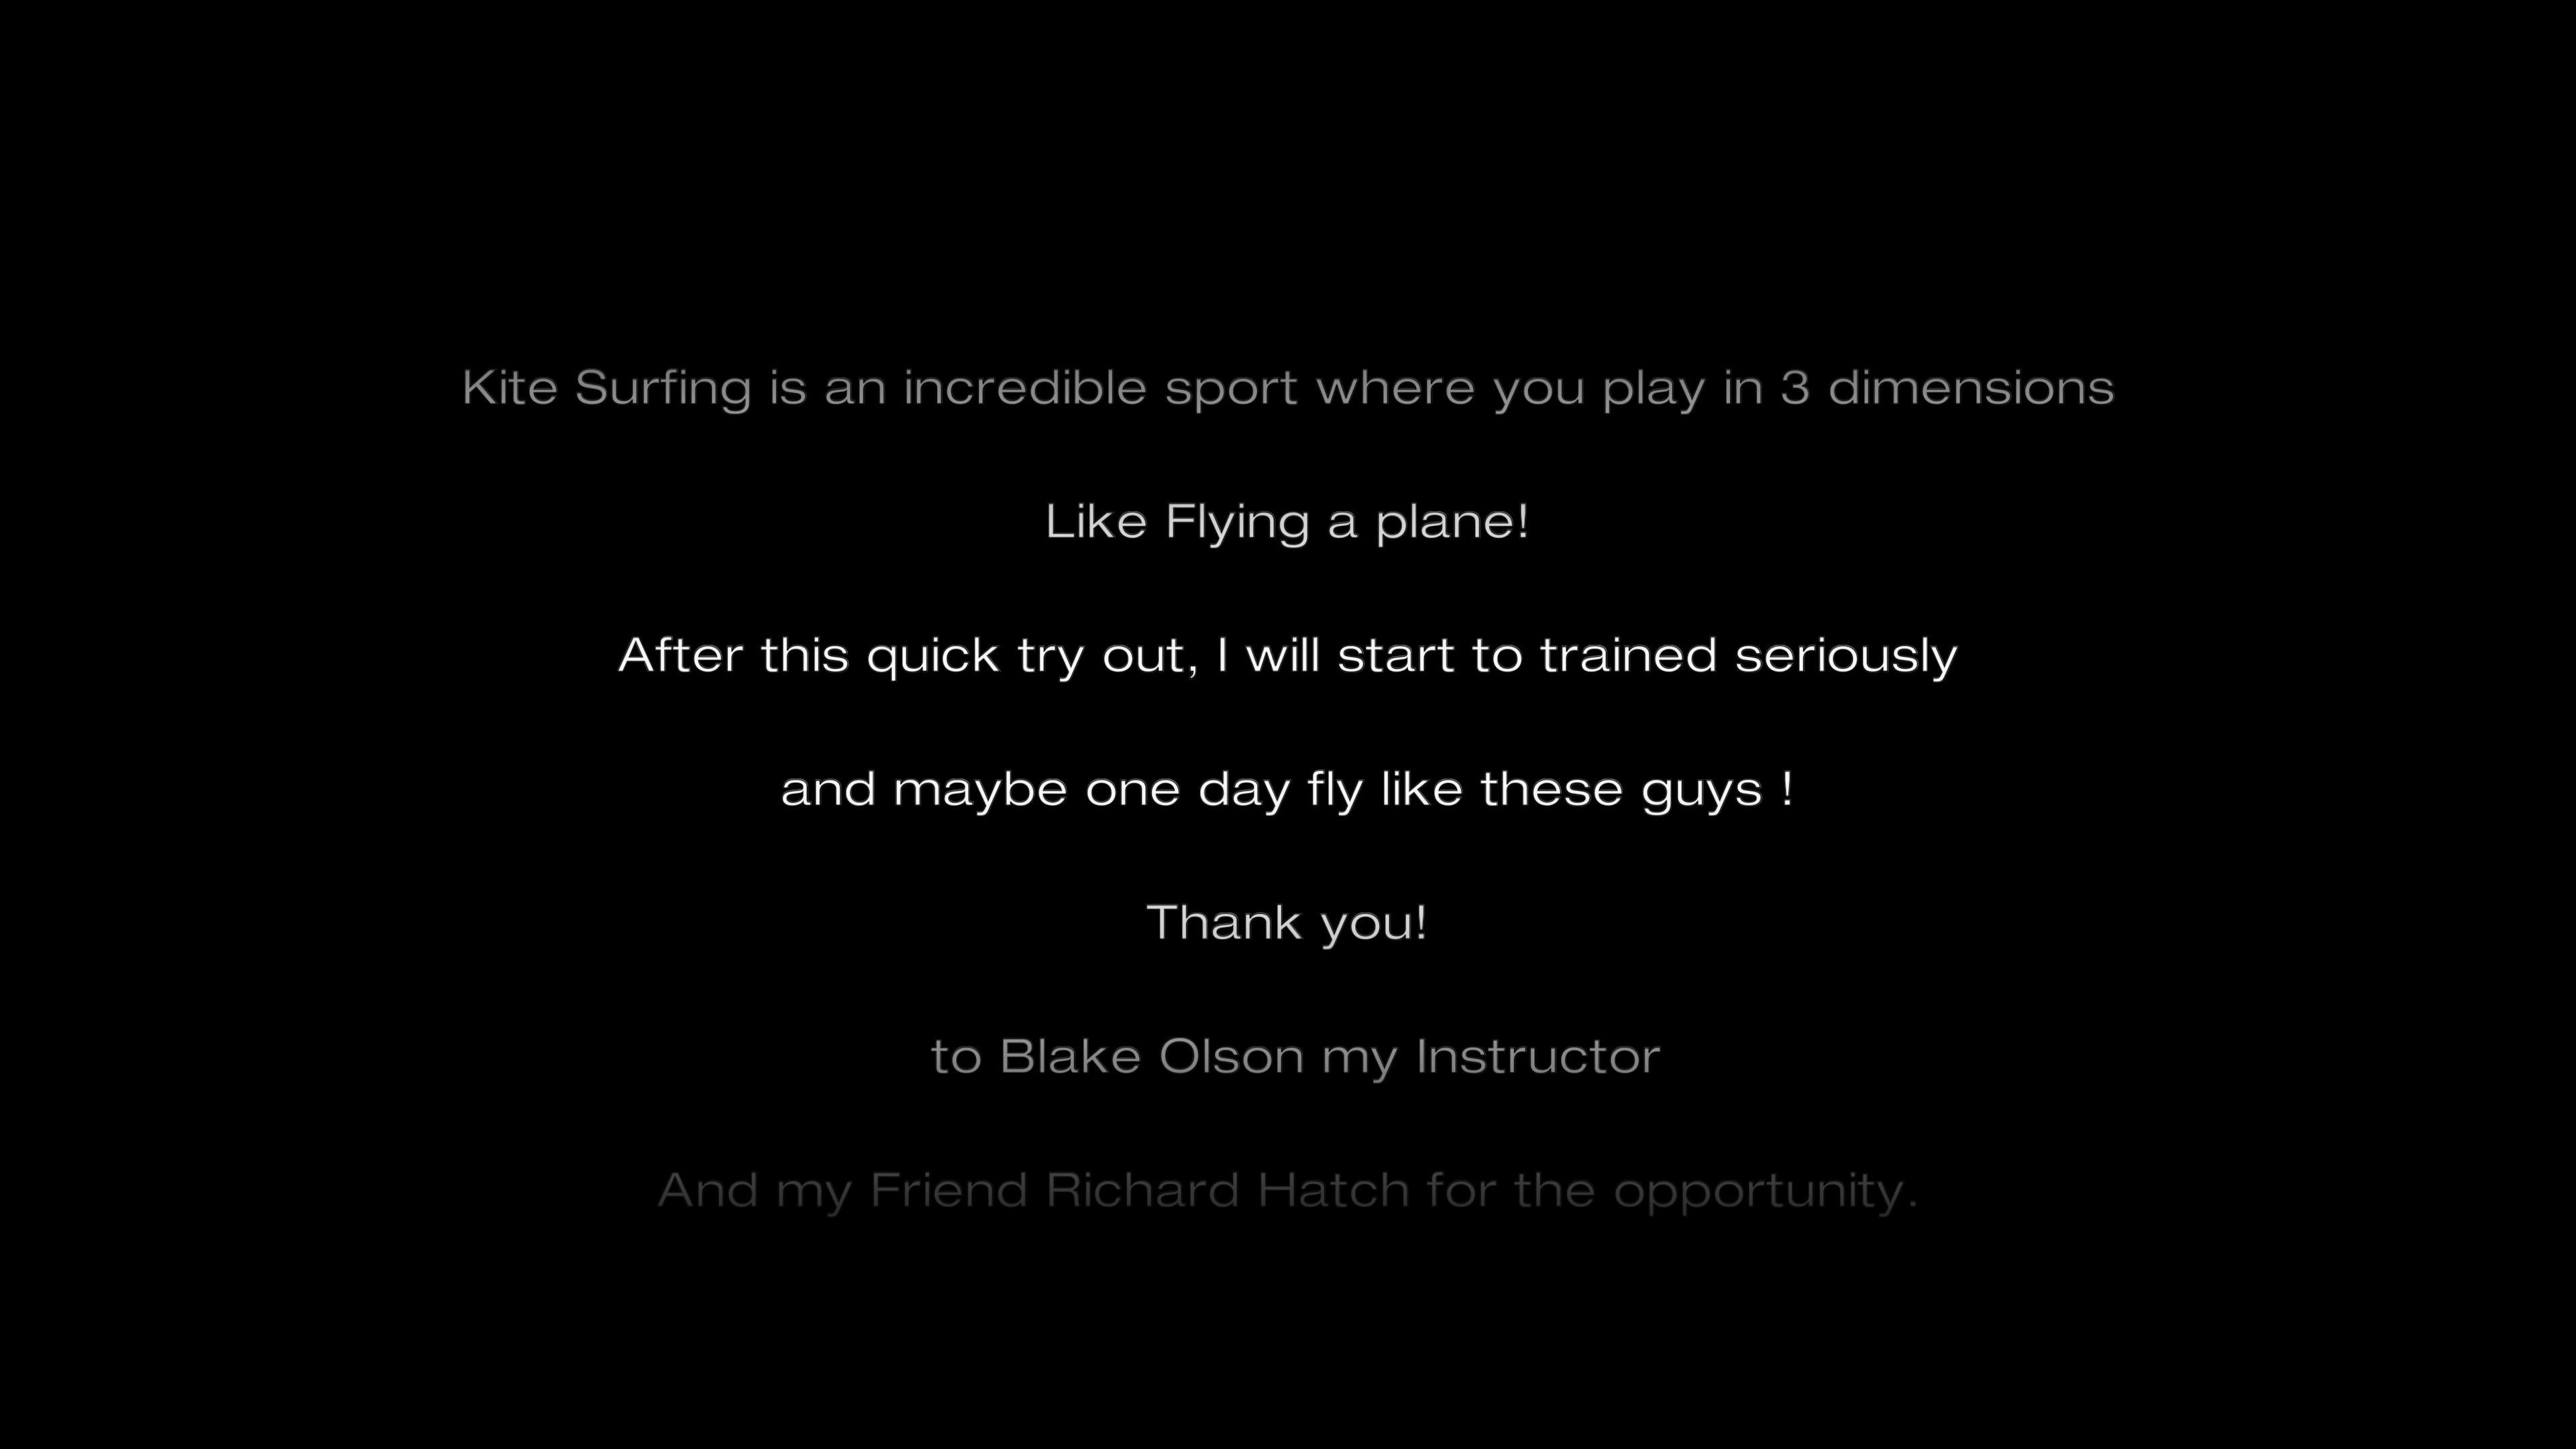 Kite Surfing is an incredible sport where you play in 3 dimensions
Like Flying a plane!
After this quick try out, I will start to trained seriously
and maybe one day fly like these guys !
Thank you!
to Blake Olson my Instructor
And my Friend Richard Hatch for the opportunity.